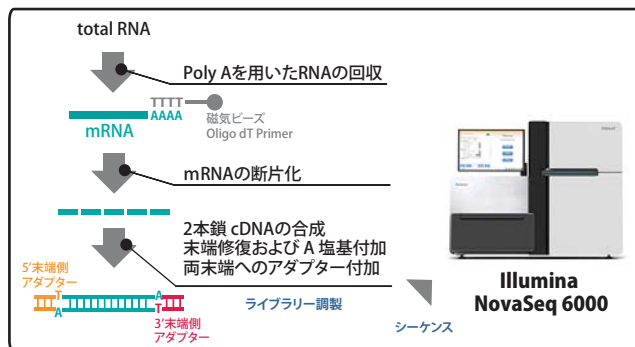 total RNA
Poly Aを用いたRNAの回収
TTTT
AAAA
mRNA
磁気ビーズ
Oligo dT Primer
mRNAの断片化
2本鎖 cDNAの合成
末端修復および A 塩基付加
両末端へのアダプター付加
5'末端側
アダプター
T
A
A
T
3'末端側
アダプター
ライブラリー調製
シーケンス
Illumina
NovaSeq 6000